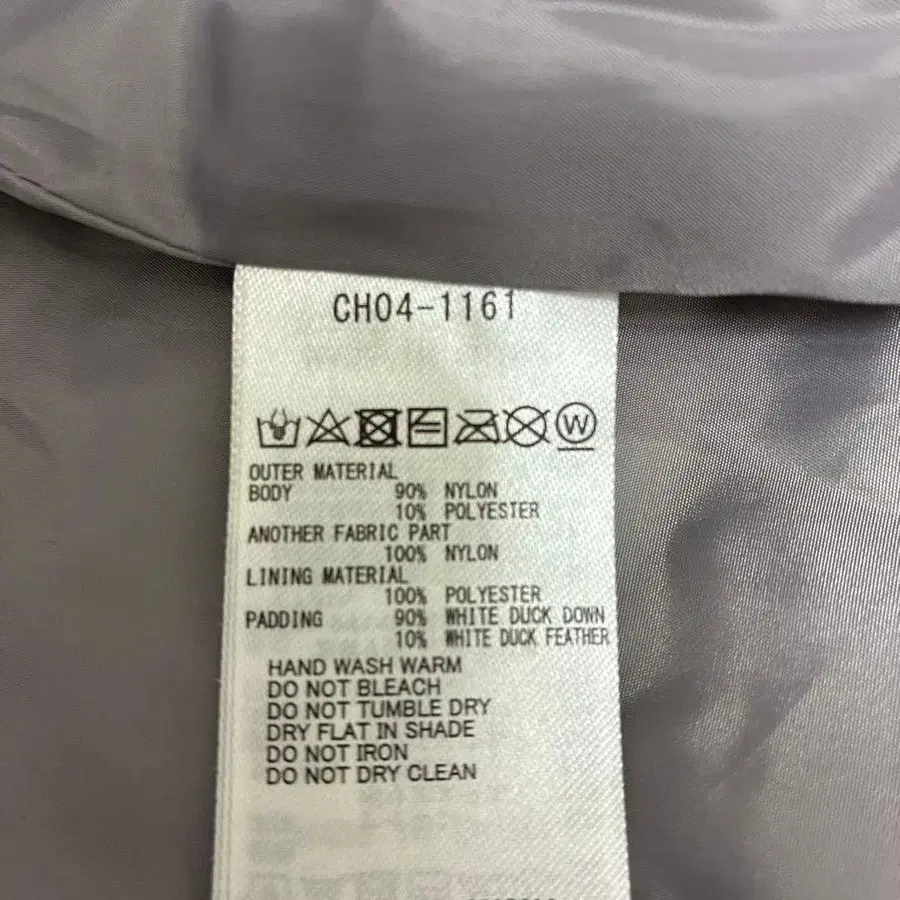 CH04-1161
W
OUTER MATERIAL
BODY 90% NYLON
10% POLYESTER
ANOTHER FABRIC PART
100% NYLON
LINING MATERIAL
100% POLYESTER
PADDING 90% WHITE DUCK DOWN
10% WHITE DUCK FEATHER
HAND WASH WARM
DO NOT BLEACH
DO NOT TUMBLE DRY
DRY FLAT IN SHADE
DO NOT IRON
DO NOT DRY CLEAN